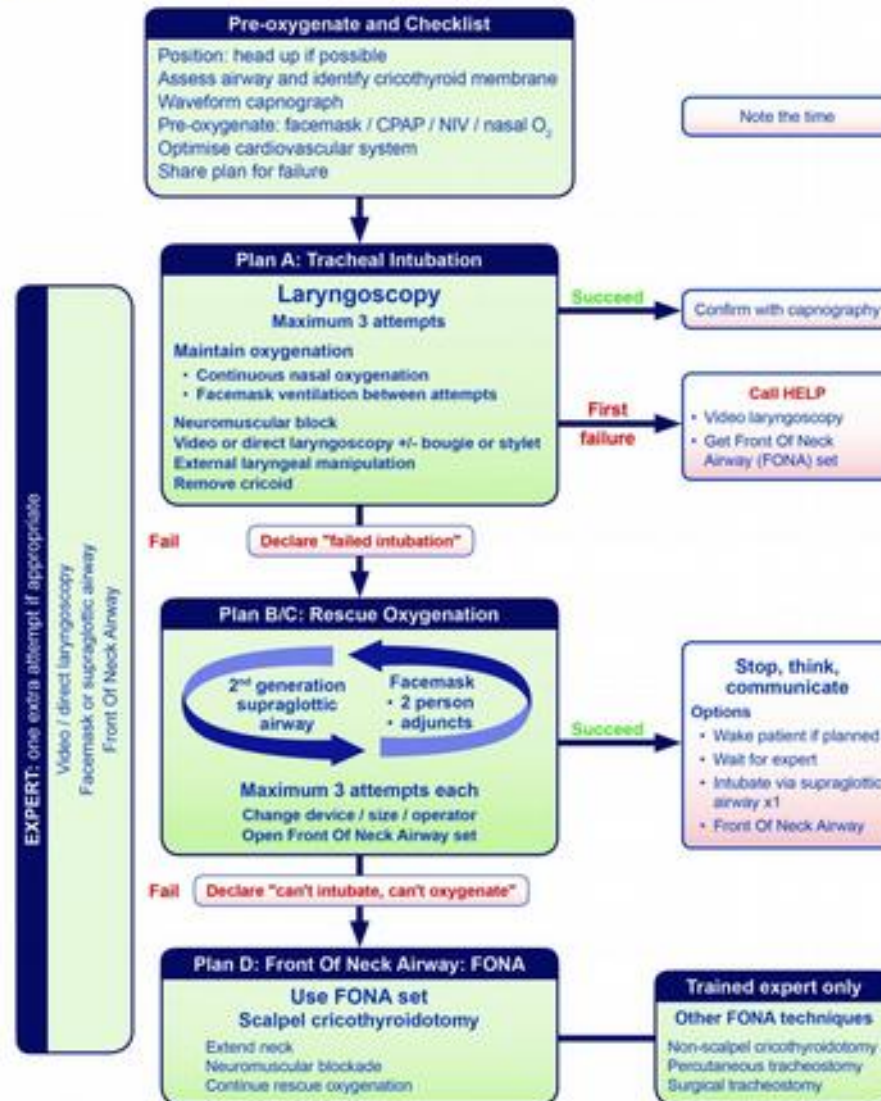 Pre-oxygenate and Checklist
Position: head up if possible
Assess airway and identify cricothyroid membrane
Waveform capnograph
Pre-oxygenate: facemask / CPAP / NIV / nasal O₂
Optimise cardiovascular system
Share plan for failure
Note the time
Plan A: Tracheal Intubation
Laryngoscopy
Maximum 3 attempts
Maintain oxygenation
• Continuous nasal oxygenation
• Facemask ventilation between attempts
Neuromuscular block
Video or direct laryngoscopy +/- bougie or stylet
External laryngeal manipulation
Remove cricoid
Succeed
Confirm with capnography
First
failure
Call HELP
• Video laryngoscopy
• Get Front Of Neck
Airway (FONA) set
Fail
Declare "failed intubation"
Plan B/C: Rescue Oxygenation
2nd generation
supraglottic
airway
Facemask
• 2 person
• adjuncts
Maximum 3 attempts each
Change device / size / operator
Open Front Of Neck Airway set
Succeed
Stop, think,
communicate
Options
• Wake patient if planned
• Wait for expert
• Intubate via supraglottic
airway x1
• Front Of Neck Airway
Fail
Declare "can't intubate, can't oxygenate"
Plan D: Front Of Neck Airway: FONA
Use FONA set
Scalpel cricothyroidotomy
Extend neck
Neuromuscular blockade
Continue rescue oxygenation
Trained expert only
Other FONA techniques
Non-scalpel cricothyroidotomy
Percutaneous tracheostomy
Surgical tracheostomy
EXPERT: one extra attempt if appropriate
Video / direct laryngoscopy
Facemask or supraglottic airway
Front Of Neck Airway